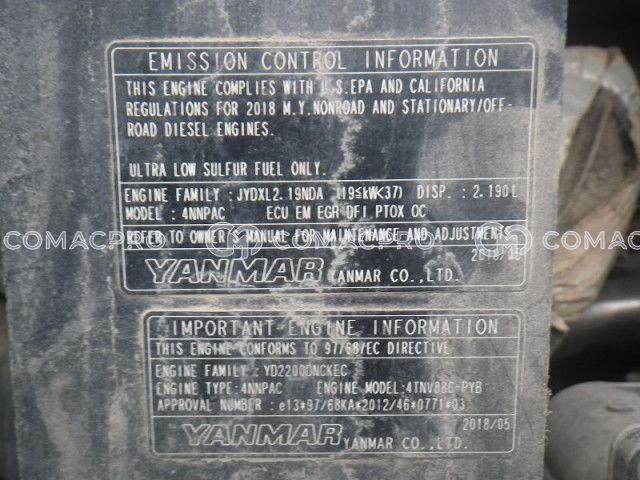 EMISSION CONTROL INFORMATION
THIS ENGINE COMPLIES WITH U.S.EPA AND CALIFORNIA
REGULATIONS FOR 2018 M.Y.NONROAD AND STATIONARY/OFF-
ROAD DIESEL ENGINES.
ULTRA LOW SULFUR FUEL ONLY.
ENGINE FAMILY : JYDXL2.19NDA (19≤kW<37) DISP. : 2.190L
MODEL : 4NNPAC ECU EM EGR DFI PTOX OC
REFER TO OWNER MANUAL FOR MAINTENANCE AND ADJUSTMENTS
COMACPRO COMACPRO COMACPRO
YANMAR YANMAR CO.,LTD.
IMPORTANT ENGINE INFORMATION
THIS ENGINE CONFORMS TO 97/68/EC DIRECTIVE
ENGINE FAMILY : YD2200DNCKEC
ENGINE TYPE:4NNPAC ENGINE MODEL:4TNV88C-PYB
APPROVAL NUMBER : e13*97/68KA*2012/46*0771*03
2018/05
YANMAR YANMAR CO.,LTD.